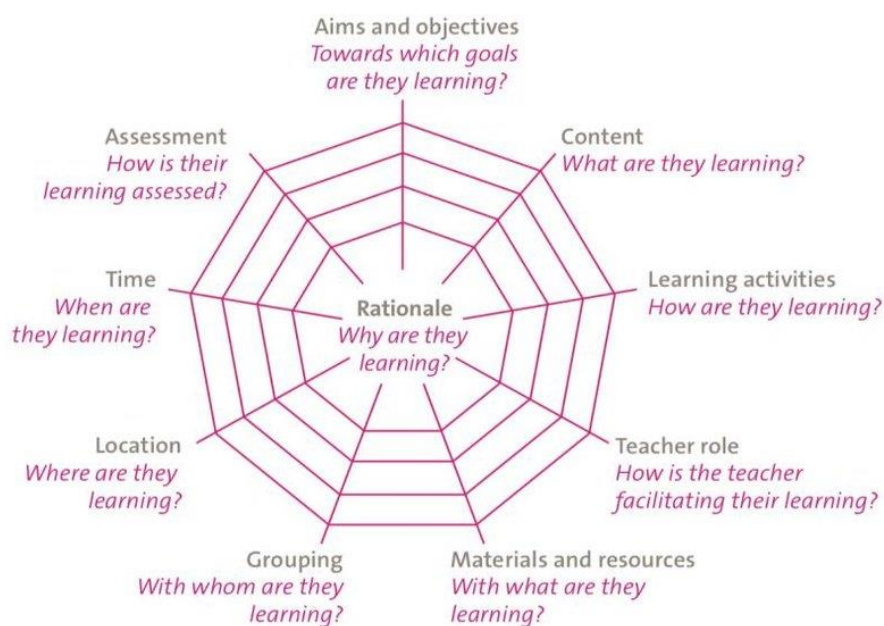 Aims and objectives
Towards which goals
are they learning?
Content
What are they learning?
Learning activities
How are they learning?
Teacher role
How is the teacher
facilitating their learning?
Materials and resources
With what are they
learning?
Grouping
With whom are they
learning?
Location
Where are they
learning?
Time
When are
they learning?
Assessment
How is their
learning assessed?
Rationale
Why are they
learning?